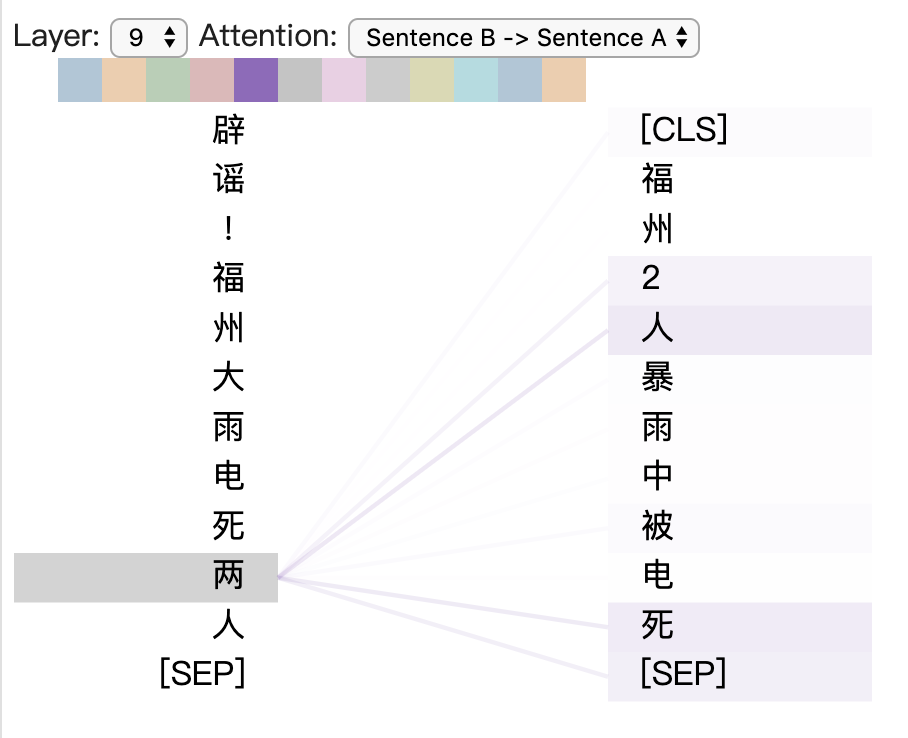 Layer: 9 Attention: Sentence B -> Sentence A
辟 [CLS]
谣 福
! 州
福 2
州 人
大 暴
雨 雨
电 中
死 被
两 电
人 死
[SEP] [SEP]